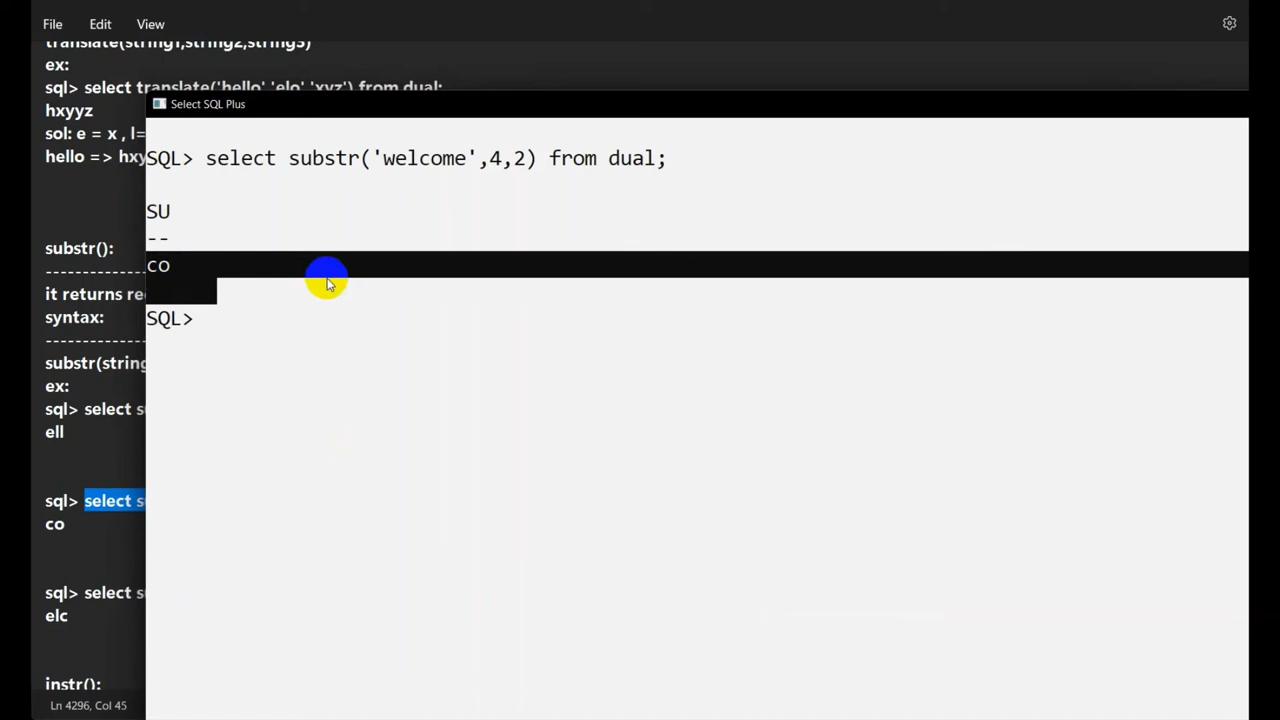 File Edit View
translate(string1,string2,string3)
ex:
sql> select translate('hello','elo','xyz') from dual;
hxyyz
sol: e = x , l=
hello => hxy
substr():
it returns re
syntax:
substr(string
ex:
sql> select s
ell
sql> select s
co
sql> select s
elc
instr():
Ln 4296, Col 45
Select SQL Plus
SQL> select substr('welcome',4,2) from dual;
SU
--
co
SQL>